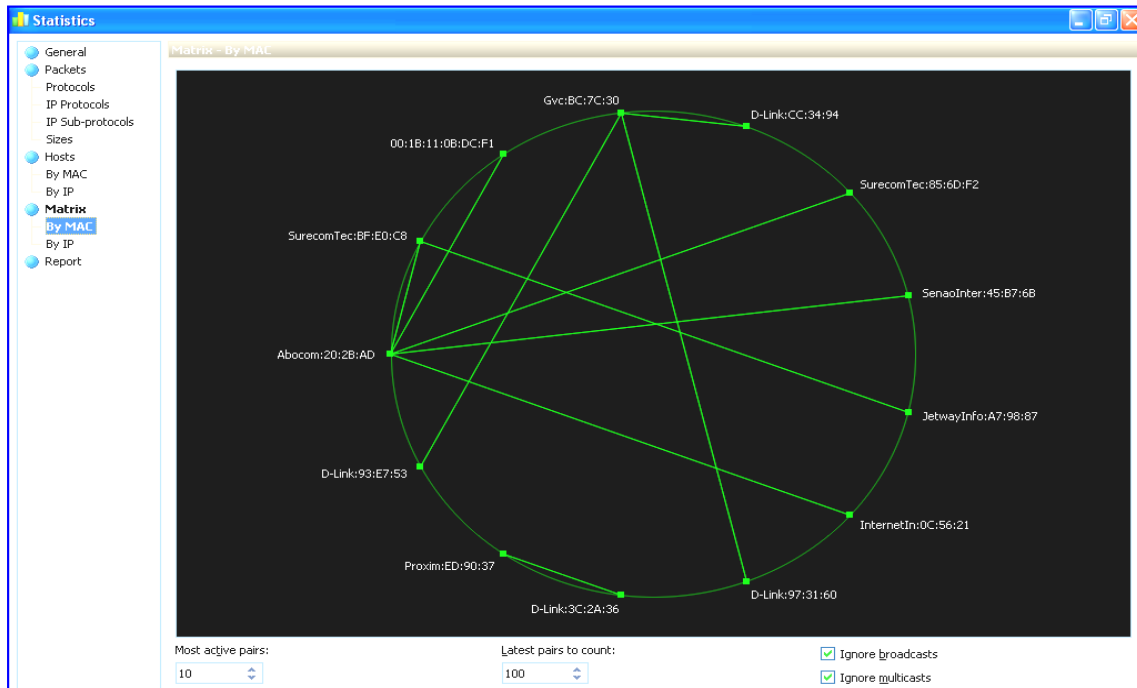 Statistics
General
Packets
Protocols
IP Protocols
IP Sub-protocols
Sizes
Hosts
By MAC
By IP
Matrix
By MAC
By IP
Report
Matrix - By MAC
Gvc:BC:7C:30
D-Link:CC:34:94
00:1B:11:0B:DC:F1
SurecomTec:85:6D:F2
SurecomTec:BF:E0:C8
SenaoInter:45:B7:6B
Abocom:20:2B:AD
JetwayInfo:A7:98:87
D-Link:93:E7:53
InternetIn:0C:56:21
Proxim:ED:90:37
D-Link:97:31:60
D-Link:3C:2A:36
Most active pairs:
10
Latest pairs to count:
100
Ignore broadcasts
Ignore multicasts